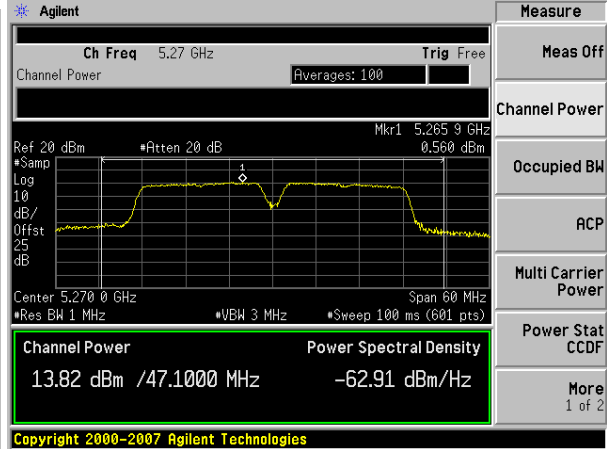 Agilent
Measure
Ch Freq 5.27 GHz Trig Free
Meas Off
Channel Power Averages: 100
Channel Power
Mkr1 5.265 9 GHz
Ref 20 dBm #Atten 20 dB 0.560 dBm
#Samp
1
Occupied BW
Log
10
dB/
ACP
Offst
25
dB
Multi Carrier
Power
Center 5.270 0 GHz Span 60 MHz
#Res BW 1 MHz #VBW 3 MHz #Sweep 100 ms (601 pts)
Power Stat
CCDF
Channel Power Power Spectral Density
13.82 dBm /47.1000 MHz -62.91 dBm/Hz
More
1 of 2
Copyright 2000-2007 Agilent Technologies